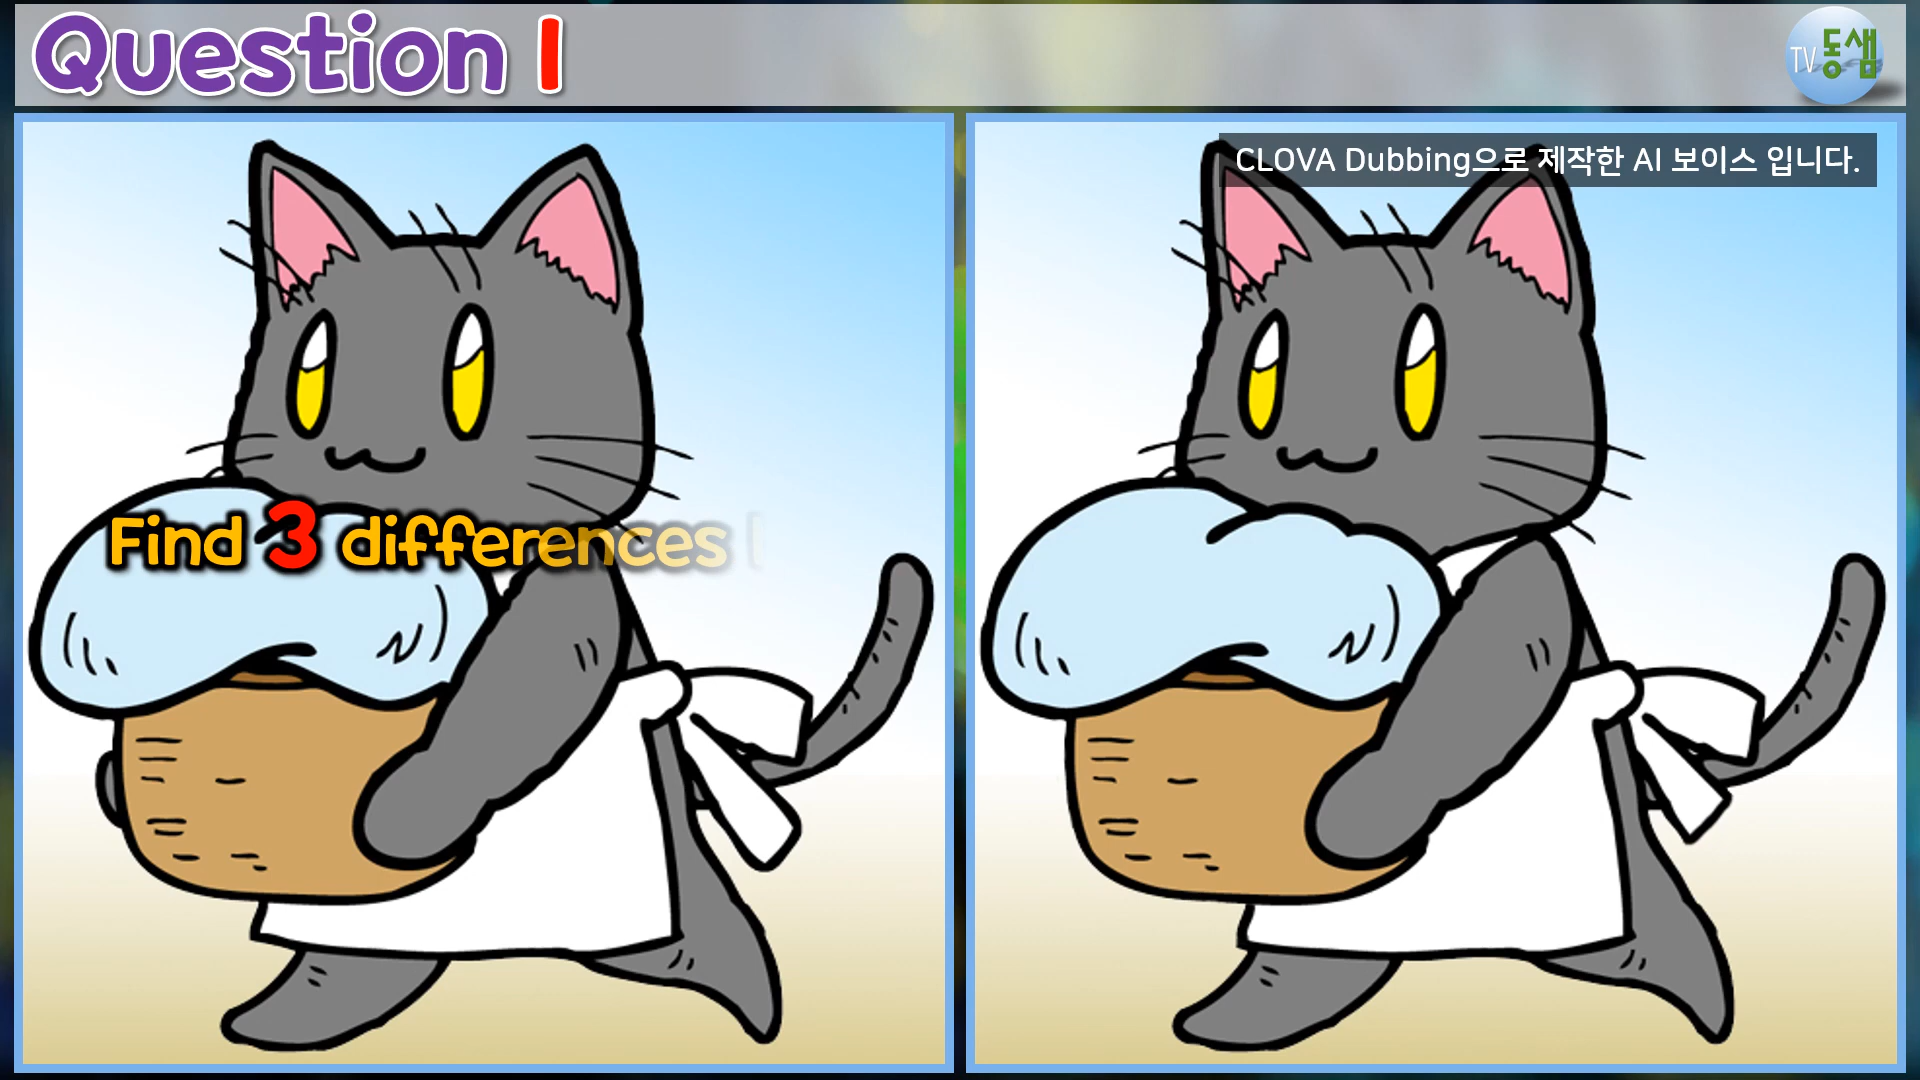 Question 1
TV 동샘
CLOVA Dubbing으로 제작한 AI 보이스 입니다.
Find 3 differences